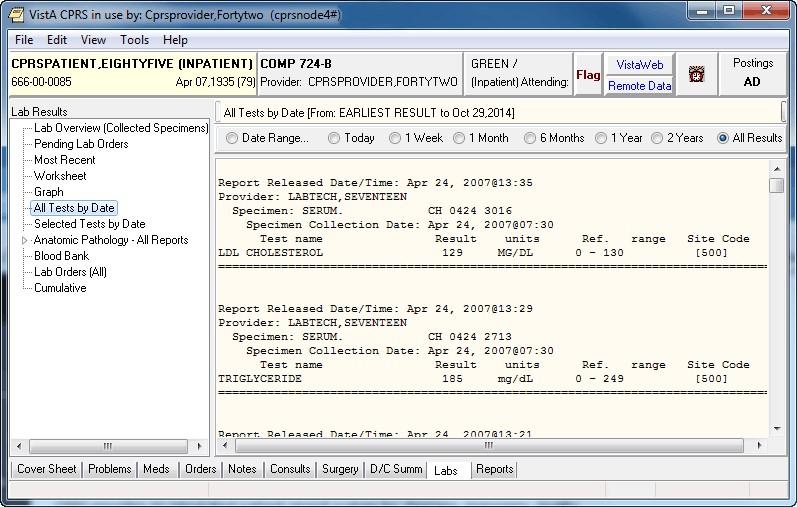 VistA CPRS in use by: Cprsprovider,Fortytwo (cprsnode4#)
File Edit View Tools Help
CPRSPATIENT,EIGHTYFIVE (INPATIENT) COMP 724-B GREEN / Flag VistaWeb Postings
666-00-0085 Apr 07,1935 (79) Provider: CPRSPROVIDER,FORTYTWO (Inpatient) Attending: Remote Data AD
Lab Results
Lab Overview (Collected Specimens)
Pending Lab Orders
Most Recent
Worksheet
Graph
All Tests by Date
Selected Tests by Date
Anatomic Pathology - All Reports
Blood Bank
Lab Orders (All)
Cumulative
All Tests by Date [From: EARLIEST RESULT to Oct 29,2014]
Date Range... Today 1 Week 1 Month 6 Months 1 Year 2 Years All Results
Report Released Date/Time: Apr 24, 2007@13:35
Provider: LABTECH,SEVENTEEN
Specimen: SERUM. CH 0424 3016
Specimen Collection Date: Apr 24, 2007@07:30
Test name Result units Ref. range Site Code
LDL CHOLESTEROL 129 MG/DL 0 - 130 [500]
Report Released Date/Time: Apr 24, 2007@13:29
Provider: LABTECH,SEVENTEEN
Specimen: SERUM. CH 0424 2713
Specimen Collection Date: Apr 24, 2007@07:30
Test name Result units Ref. range Site Code
TRIGLYCERIDE 185 mg/dL 0 - 249 [500]
Report Released Date/Time: Apr 24, 2007@13:21
Cover Sheet Problems Meds Orders Notes Consults Surgery D/C Summ Labs Reports